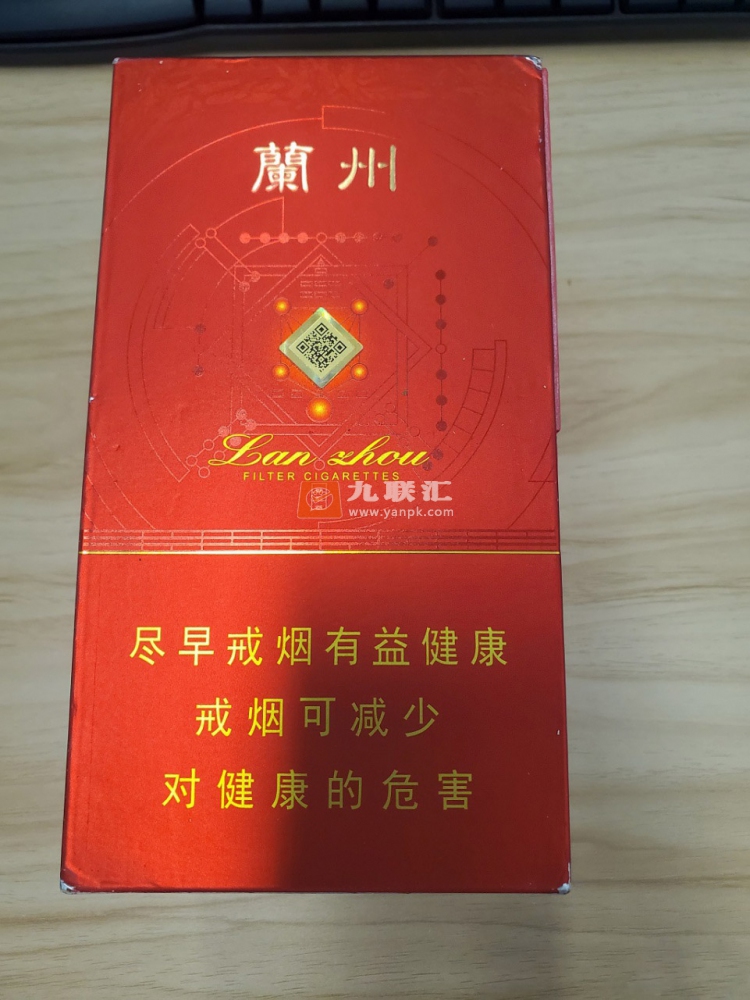 蘭州
Lan zhou
FILTER CIGARETTES
九联汇
www.yanpk.com
尽早戒烟有益健康
戒烟可减少
对健康的危害